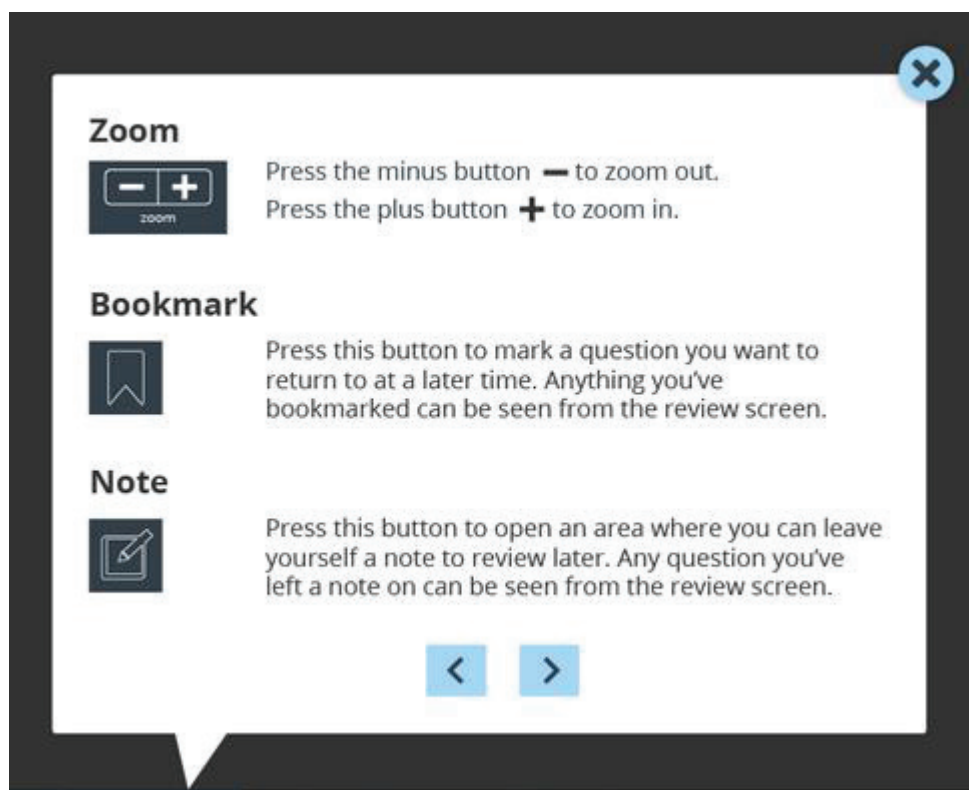 Zoom
zoom
Press the minus button − to zoom out.
Press the plus button + to zoom in.
Bookmark
Press this button to mark a question you want to
return to at a later time. Anything you’ve
bookmarked can be seen from the review screen.
Note
Press this button to open an area where you can leave
yourself a note to review later. Any question you’ve
left a note on can be seen from the review screen.